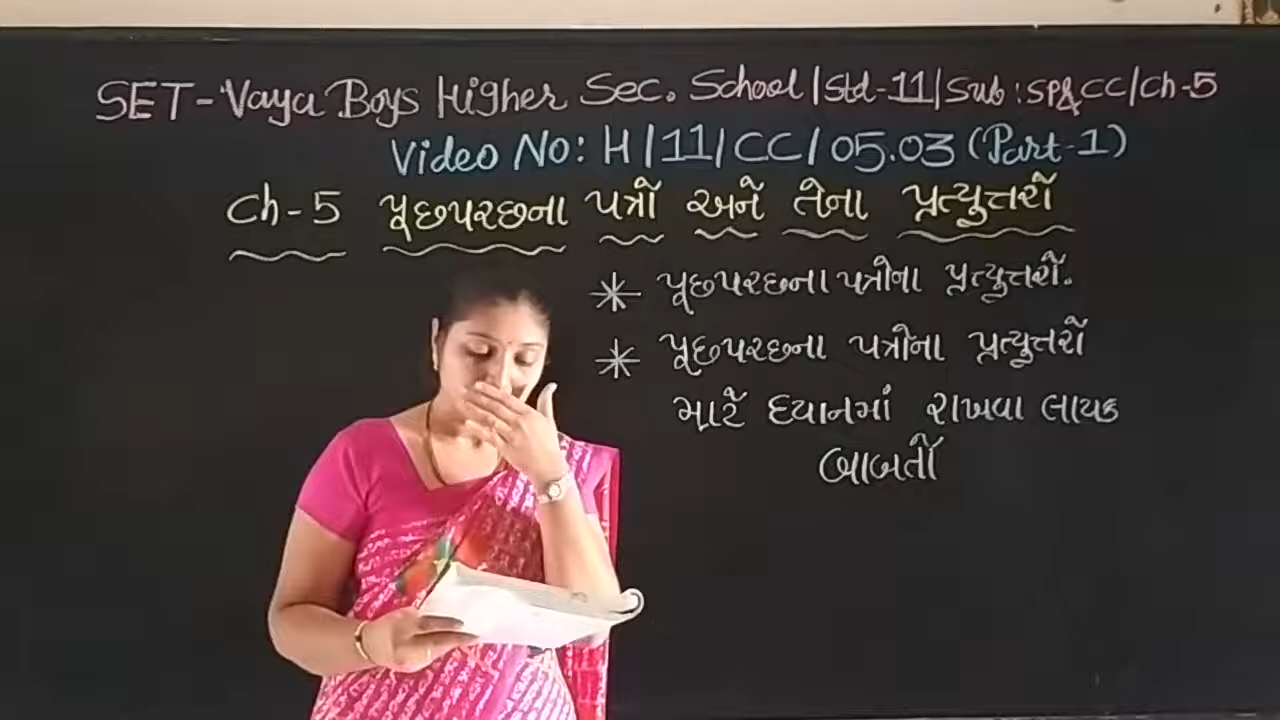 SET-Vaya Boys Higher Sec. School/Std-11/Sub:SP&CC/Ch-5
Video No: H/11/CC/05.03 (Part-1)
Ch-5 પૂછપરછના પત્રો અને તેના પ્રત્યુત્તરો
* પૂછપરછના પત્રોના પ્રત્યુત્તરો.
* પૂછપરછના પત્રોના પ્રત્યુત્તરો
માટે ધ્યાનમાં રાખવા લાયક
બાબતો